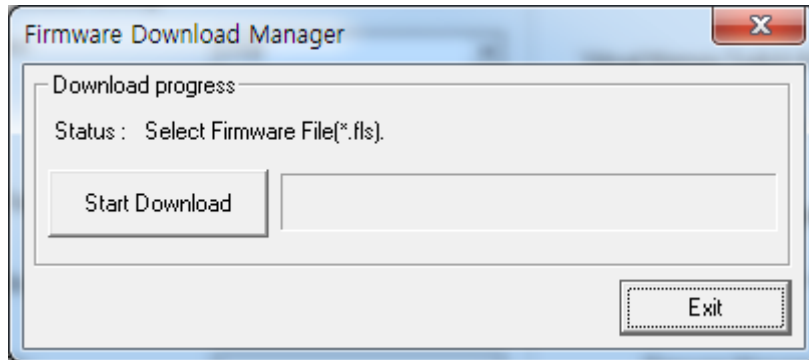 Firmware Download Manager
Download progress
Status : Select Firmware File(*.fls).
Start Download
Exit